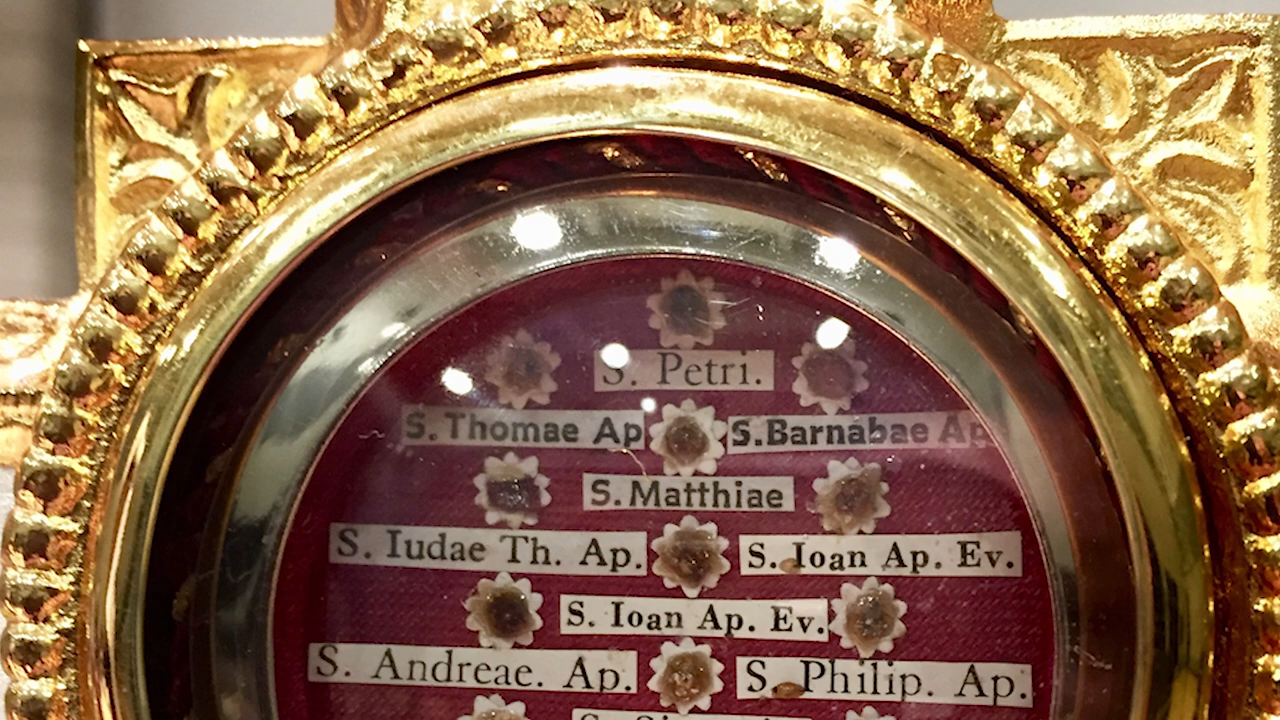 S. Petri.
S. Thomae Ap S. Barnabae Ap
S. Matthiae
S. Iudae Th. Ap. S. Ioan Ap. Ev.
S. Ioan Ap. Ev.
S. Andreae. Ap. S. Philip. Ap.